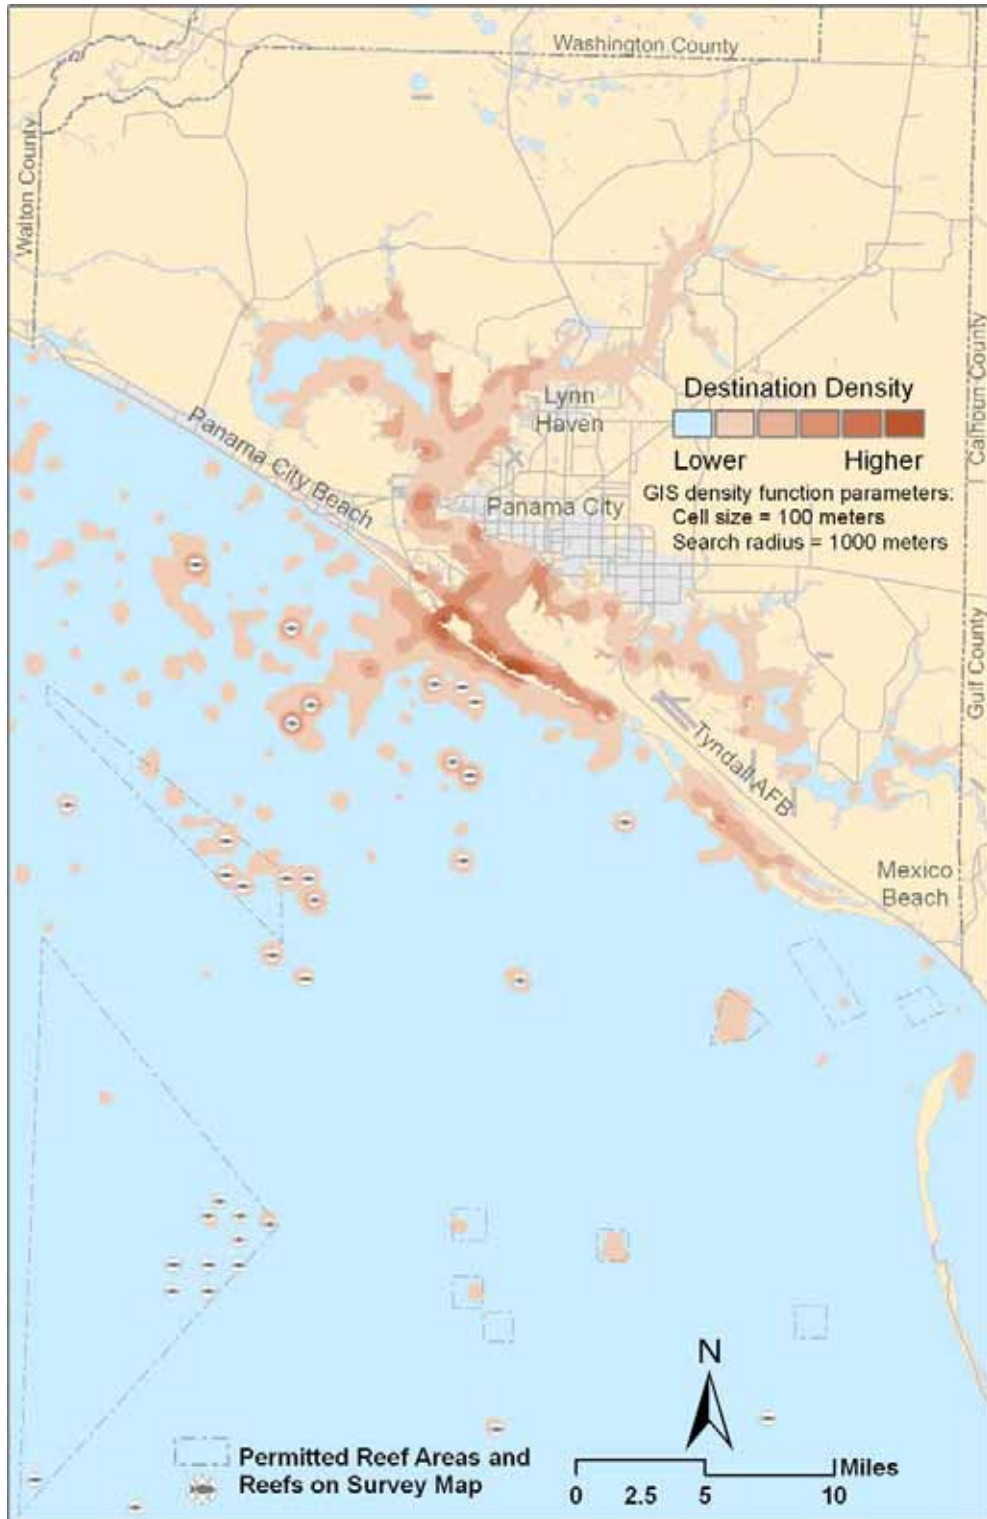 Washington County
Walton County
Calhoun County
Gulf County
Panama City Beach
Lynn
Haven
Panama City
Tyndall AFB
Mexico
Beach
Destination Density
Lower Higher
GIS density function parameters:
Cell size = 100 meters
Search radius = 1000 meters
N
Permitted Reef Areas and
Reefs on Survey Map
Miles
0 2.5 5 10